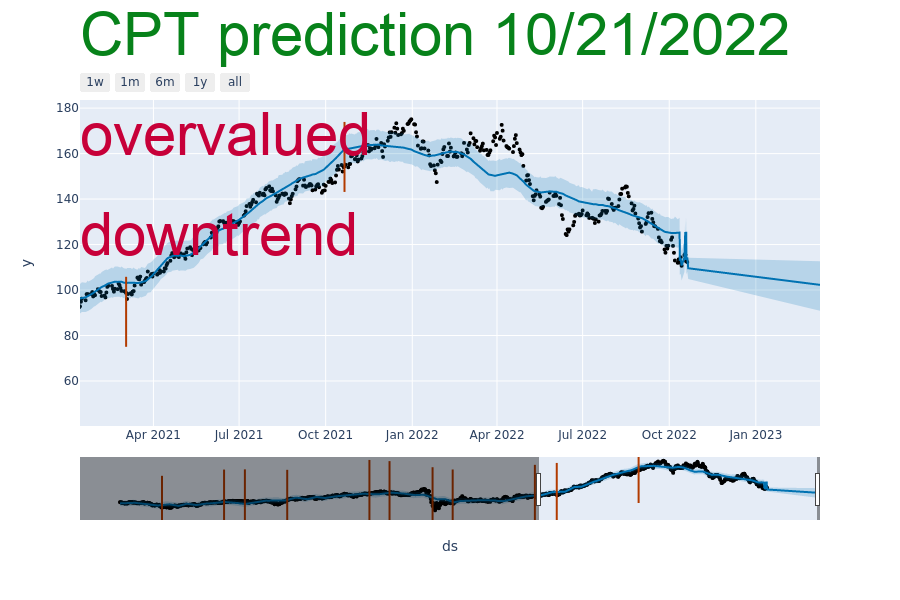 CPT prediction 10/21/2022
1w 1m 6m 1y all
overvalued
downtrend
180
160
140
120
100
80
60
y
Apr 2021 Jul 2021 Oct 2021 Jan 2022 Apr 2022 Jul 2022 Oct 2022 Jan 2023
ds